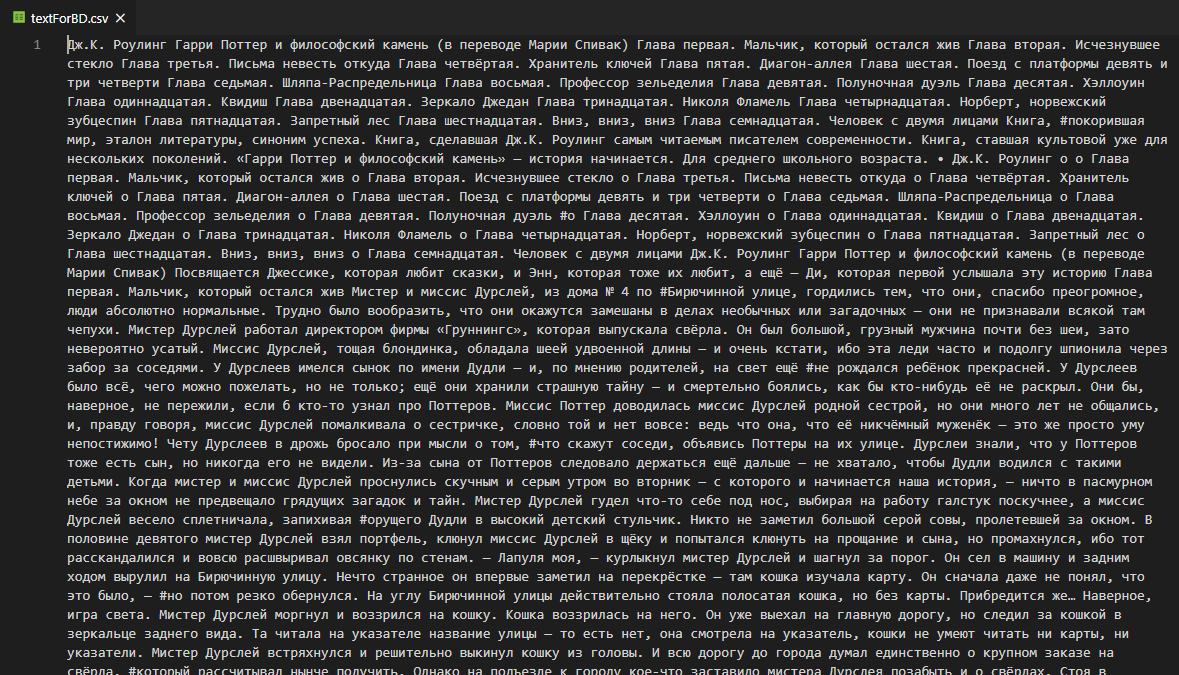 textForBD.csv
1
Дж.К. Роулинг Гарри Поттер и философский камень (в переводе Марии Спивак) Глава первая. Мальчик, который остался жив Глава вторая. Исчезнувшее
стекло Глава третья. Письма невесть откуда Глава четвёртая. Хранитель ключей Глава пятая. Диагон-аллея Глава шестая. Поезд с платформы девять и
три четверти Глава седьмая. Шляпа-Распредельница Глава восьмая. Профессор зельеделия Глава девятая. Полуночная дуэль Глава десятая. Хэллоуин
Глава одиннадцатая. Квидиш Глава двенадцатая. Зеркало Джедан Глава тринадцатая. Николя Фламель Глава четырнадцатая. Норберт, норвежский
зубцеспин Глава пятнадцатая. Запретный лес Глава шестнадцатая. Вниз, вниз, вниз Глава семнадцатая. Человек с двумя лицами Книга, #покорившая
мир, эталон литературы, синоним успеха. Книга, сделавшая Дж.К. Роулинг самым читаемым писателем современности. Книга, ставшая культовой уже для
нескольких поколений. «Гарри Поттер и философский камень» – история начинается. Для среднего школьного возраста. • Дж.К. Роулинг o o Глава
первая. Мальчик, который остался жив o Глава вторая. Исчезнувшее стекло o Глава третья. Письма невесть откуда o Глава четвёртая. Хранитель
ключей o Глава пятая. Диагон-аллея o Глава шестая. Поезд с платформы девять и три четверти o Глава седьмая. Шляпа-Распредельница o Глава
восьмая. Профессор зельеделия o Глава девятая. Полуночная дуэль #o Глава десятая. Хэллоуин o Глава одиннадцатая. Квидиш o Глава двенадцатая.
Зеркало Джедан o Глава тринадцатая. Николя Фламель o Глава четырнадцатая. Норберт, норвежский зубцеспин o Глава пятнадцатая. Запретный лес o
Глава шестнадцатая. Вниз, вниз, вниз o Глава семнадцатая. Человек с двумя лицами Дж.К. Роулинг Гарри Поттер и философский камень (в переводе
Марии Спивак) Посвящается Джессике, которая любит сказки, и Энн, которая тоже их любит, а ещё – Ди, которая первой услышала эту историю Глава
первая. Мальчик, который остался жив Мистер и миссис Дурслей, из дома № 4 по #Бирючинной улице, гордились тем, что они, спасибо преогромное,
люди абсолютно нормальные. Трудно было вообразить, что они окажутся замешаны в делах необычных или загадочных – они не признавали всякой там
чепухи. Мистер Дурслей работал директором фирмы «Груннингс», которая выпускала свёрла. Он был большой, грузный мужчина почти без шеи, зато
невероятно усатый. Миссис Дурслей, тощая блондинка, обладала шеей удвоенной длины – и очень кстати, ибо эта леди часто и подолгу шпионила через
забор за соседями. У Дурслеев имелся сынок по имени Дудли – и, по мнению родителей, на свет ещё #не рождался ребёнок прекрасней. У Дурслеев
было всё, чего можно пожелать, но не только; ещё они хранили страшную тайну – и смертельно боялись, как бы кто-нибудь её не раскрыл. Они бы,
наверное, не пережили, если б кто-то узнал про Поттеров. Миссис Поттер доводилась миссис Дурслей родной сестрой, но они много лет не общались,
и, правду говоря, миссис Дурслей помалкивала о сестричке, словно той и нет вовсе: ведь что она, что её никчёмный муженёк – это же просто уму
непостижимо! Чету Дурслеев в дрожь бросало при мысли о том, #что скажут соседи, объявись Поттеры на их улице. Дурслеи знали, что у Поттеров
тоже есть сын, но никогда его не видели. Из-за сына от Поттеров следовало держаться ещё дальше – не хватало, чтобы Дудли водился с такими
детьми. Когда мистер и миссис Дурслей проснулись скучным и серым утром во вторник – с которого и начинается наша история, – ничто в пасмурном
небе за окном не предвещало грядущих загадок и тайн. Мистер Дурслей гудел что-то себе под нос, выбирая на работу галстук поскучнее, а миссис
Дурслей весело сплетничала, запихивая #орущего Дудли в высокий детский стульчик. Никто не заметил большой серой совы, пролетевшей за окном. В
половине девятого мистер Дурслей взял портфель, клюнул миссис Дурслей в щёку и попытался клюнуть на прощание и сына, но промахнулся, ибо тот
расскандалился и вовсю расшвыривал овсянку по стенам. – Лапуля моя, – курлыкнул мистер Дурслей и шагнул за порог. Он сел в машину и задним
ходом вырулил на Бирючинную улицу. Нечто странное он впервые заметил на перекрёстке – там кошка изучала карту. Он сначала даже не понял, что
это было, – #но потом резко обернулся. На углу Бирючинной улицы действительно стояла полосатая кошка, но без карты. Прибредится же… Наверное,
игра света. Мистер Дурслей моргнул и воззрился на кошку. Кошка воззрилась на него. Он уже выехал на главную дорогу, но следил за кошкой в
зеркальце заднего вида. Та читала на указателе название улицы – то есть нет, она смотрела на указатель, кошки не умеют читать ни карты, ни
указатели. Мистер Дурслей встряхнулся и решительно выкинул кошку из головы. И всю дорогу до города думал единственно о крупном заказе на
свёрла, #который рассчитывал нынче получить. Однако на подъезде к городу кое-что заставило мистера Дурслея позабыть и о свёрлах. Стоя в